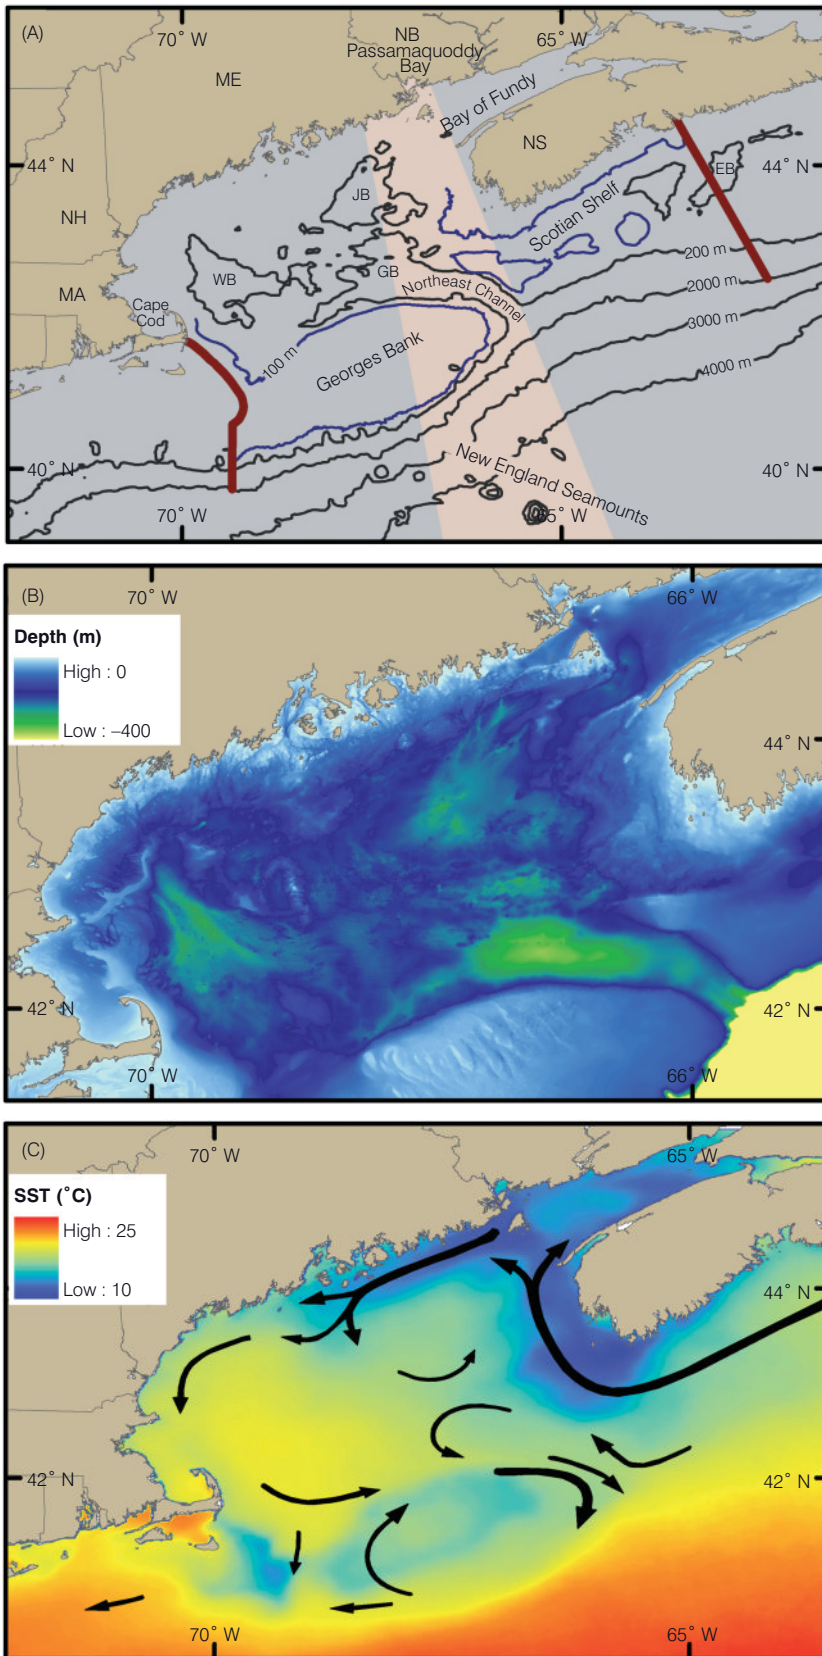 (A)
70˚ W
NB
65˚ W
Passamaquoddy
Bay
ME
Bay of Fundy
NS
44˚ N
44˚ N
EB
JB
NH
Scotian Shelf
200 m
WB
GB
MA
Northeast Channel
2000 m
Cape
Cod
3000 m
100 m
Georges Bank
4000 m
40˚ N
New England Seamounts
40˚ N
70˚ W
65˚ W
(B)
70˚ W
66˚ W
Depth (m)
High : 0
Low : –400
44˚ N
42˚ N
42˚ N
70˚ W
66˚ W
(C)
70˚ W
65˚ W
SST (˚C)
High : 25
Low : 10
44˚ N
42˚ N
42˚ N
70˚ W
65˚ W